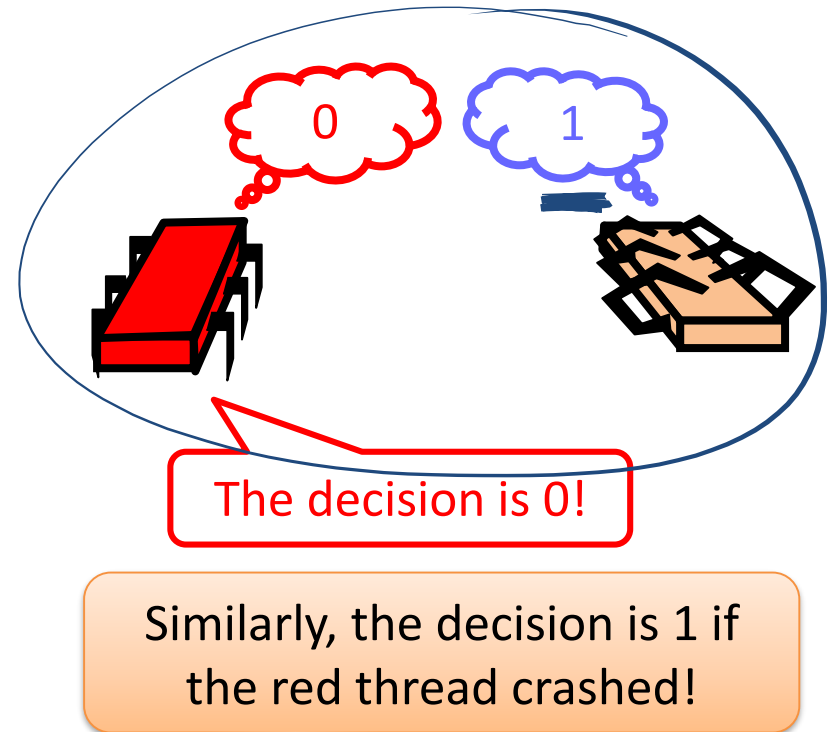 0
1
The decision is 0!
Similarly, the decision is 1 if
the red thread crashed!